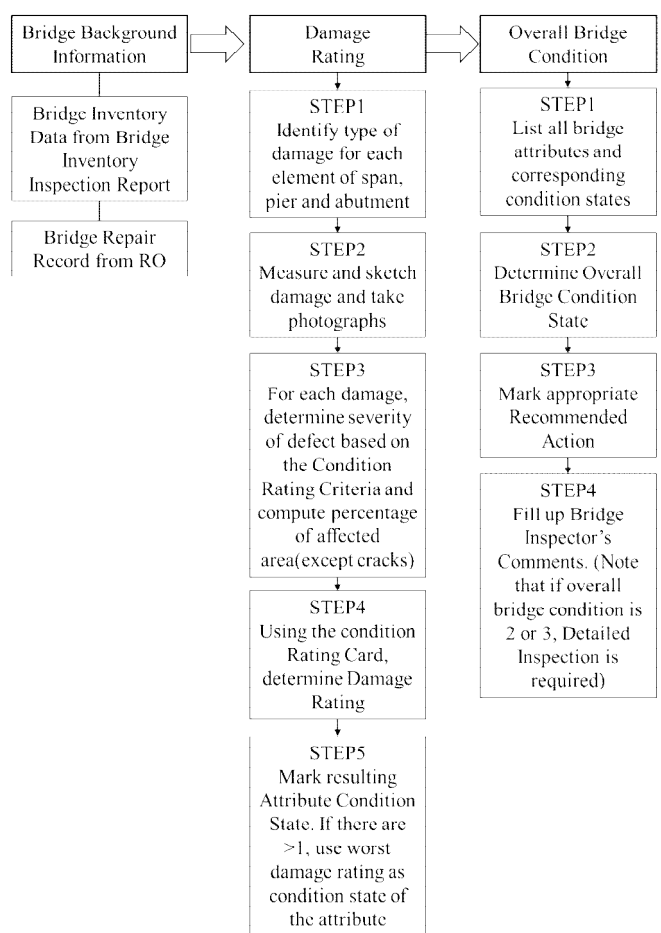 Bridge Background
Information
Bridge Inventory
Data from Bridge
Inventory
Inspection Report
Bridge Repair
Record from RO
Damage
Rating
STEP1
Identify type of
damage for each
element of span,
pier and abutment
STEP2
Measure and sketch
damage and take
photographs
STEP3
For each damage,
determine severity
of defect based on
the Condition
Rating Criteria and
compute percentage
of affected
area(except cracks)
STEP4
Using the condition
Rating Card,
determine Damage
Rating
STEP5
Mark resulting
Attribute Condition
State. If there are
>1, use worst
damage rating as
condition state of
the attribute
Overall Bridge
Condition
STEP1
List all bridge
attributes and
corresponding
condition states
STEP2
Determine Overall
Bridge Condition
State
STEP3
Mark appropriate
Recommended
Action
STEP4
Fill up Bridge
Inspector's
Comments. (Note
that if overall
bridge condition is
2 or 3, Detailed
Inspection is
required)